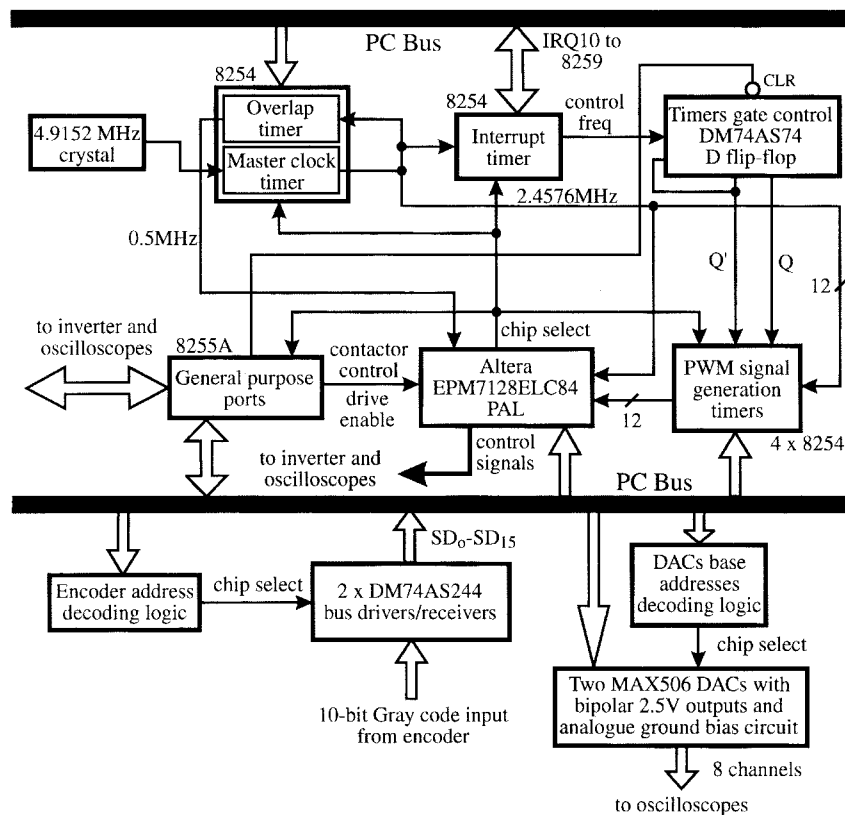 PC Bus
IRQ10 to
8259
8254
Overlap
timer
Master clock
timer
4.9152 MHz
crystal
8254
Interrupt
timer
control
freq
CLR
Timers gate control
DM74AS74
D flip-flop
2.4576MHz
0.5MHz
Q'
Q
12
to inverter and
oscilloscopes
8255A
General purpose
ports
contactor
control
drive
enable
chip select
Altera
EPM7128ELC84
PAL
12
PWM signal
generation
timers
4 x 8254
to inverter and
oscilloscopes
control
signals
PC Bus
SDo-SD15
Encoder address
decoding logic
chip select
2 x DM74AS244
bus drivers/receivers
10-bit Gray code input
from encoder
DACs base
addresses
decoding logic
chip select
Two MAX506 DACs with
bipolar 2.5V outputs and
analogue ground bias circuit
8 channels
to oscilloscopes